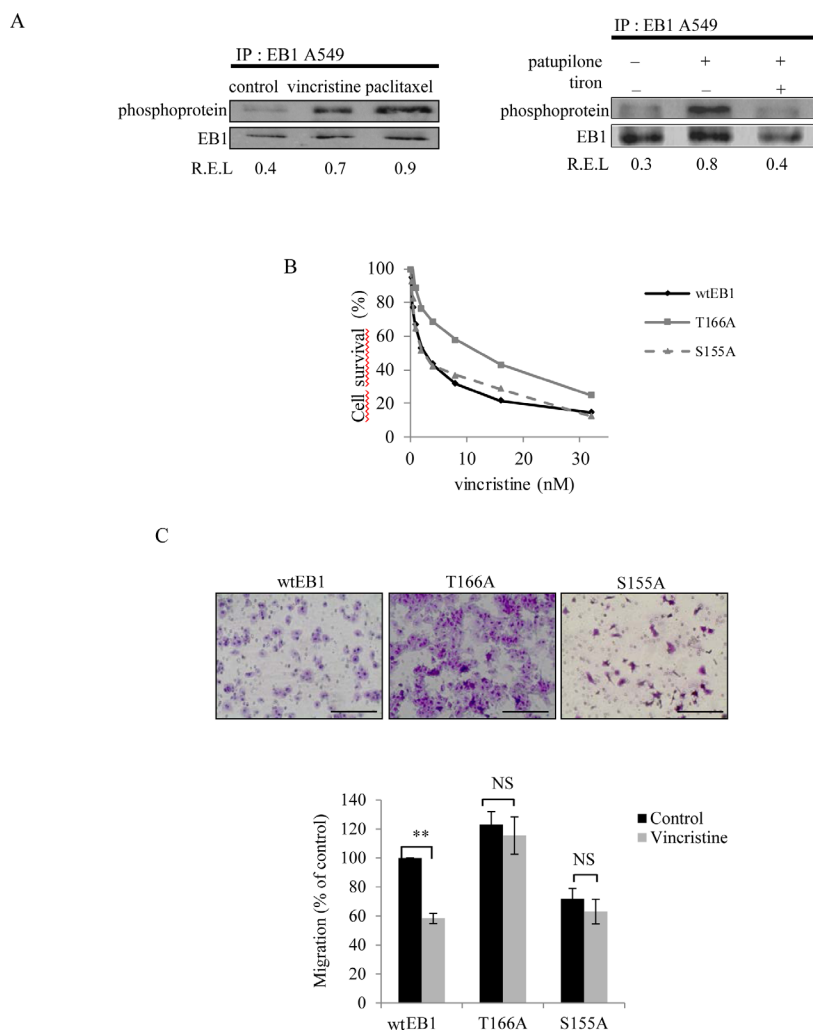 A
IP : EB1 A549
control vincristine paclitaxel
phosphoprotein
EB1
R.E.L 0.4 0.7 0.9
IP : EB1 A549
patupilone – + +
tiron – – +
phosphoprotein
EB1
R.E.L 0.3 0.8 0.4
B
Cell survival (%)
100
80
60
40
20
0
0 10 20 30
vincristine (nM)
wtEB1
T166A
S155A
C
wtEB1 T166A S155A
Migration (% of control)
140
120
100
80
60
40
20
0
**
NS
NS
Control
Vincristine
wtEB1 T166A S155A